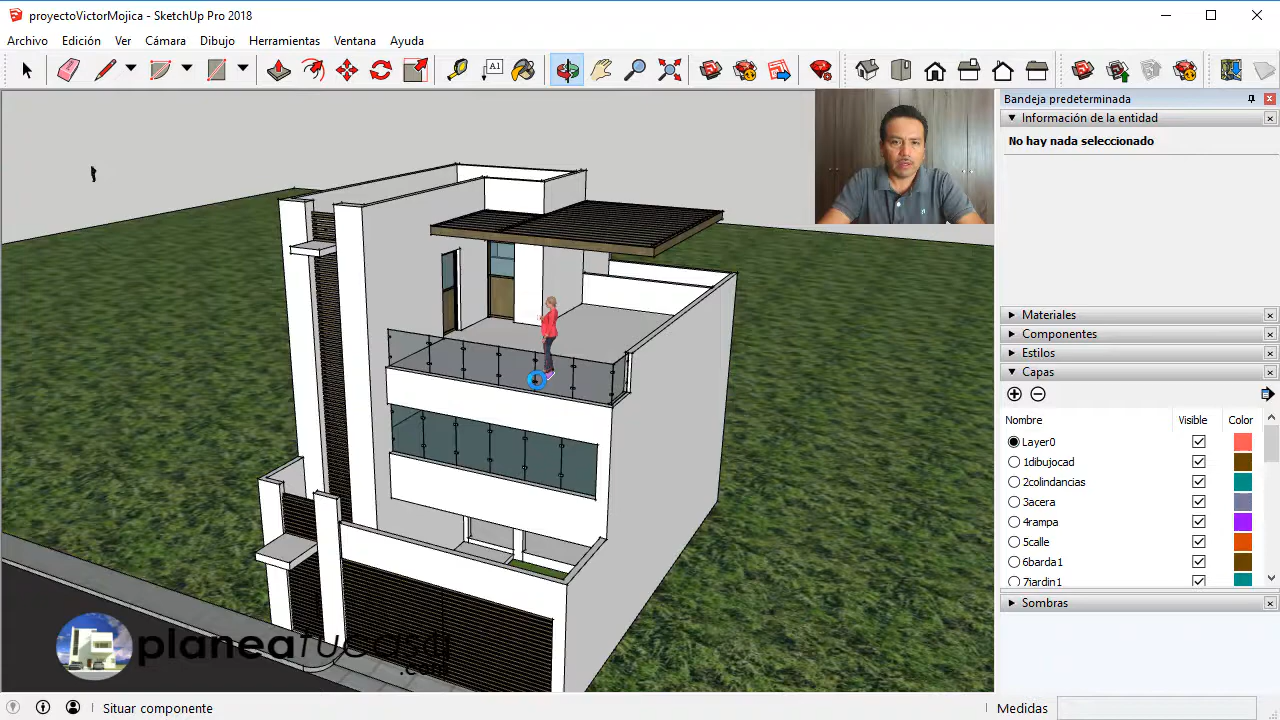 proyectoVictorMojica - SketchUp Pro 2018
Archivo Edición Ver Cámara Dibujo Herramientas Ventana Ayuda
A1
Bandeja predeterminada
Información de la entidad
No hay nada seleccionado
Materiales
Componentes
Estilos
Capas
Nombre Visible Color
Layer0
1dibujocad
2colindancias
3acera
4rampa
5calle
6barda1
7jardin1
Sombras
planeatucasa
.com
Situar componente
Medidas